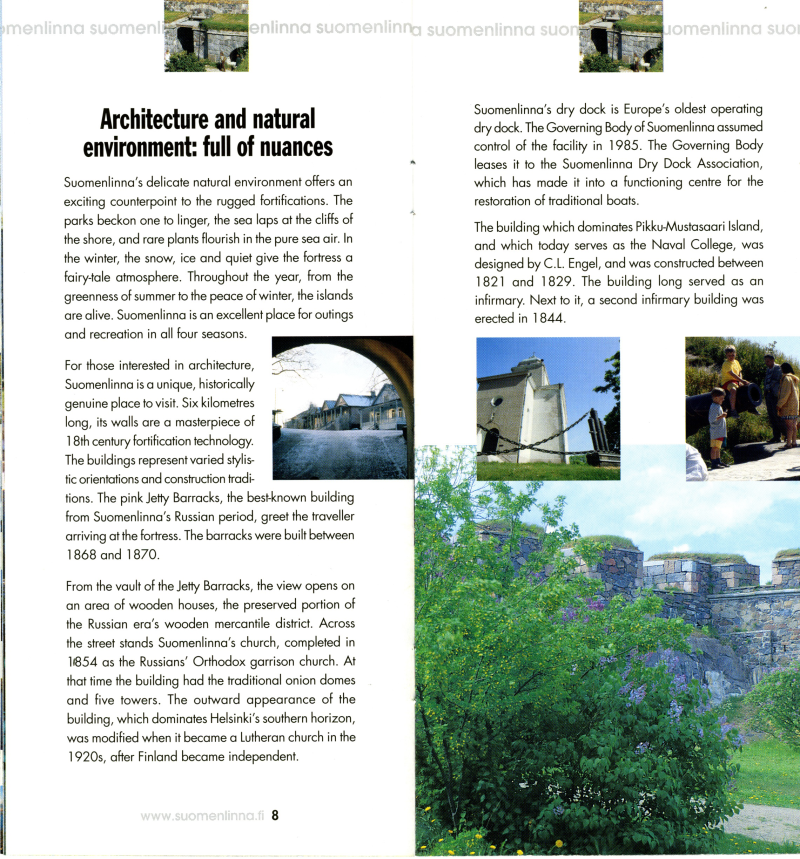 omenlinna suomenl
enlinna suomenlinn
a suomenlinna suome
uomenlinna suo
Architecture and natural
environment: full of nuances
Suomenlinna's delicate natural environment offers an
exciting counterpoint to the rugged fortifications. The
parks beckon one to linger, the sea laps at the cliffs of
the shore, and rare plants flourish in the pure sea air. In
the winter, the snow, ice and quiet give the fortress a
fairy-tale atmosphere. Throughout the year, from the
greenness of summer to the peace of winter, the islands
are alive. Suomenlinna is an excellent place for outings
and recreation in all four seasons.
For those interested in architecture,
Suomenlinna is a unique, historically
genuine place to visit. Six kilometres
long, its walls are a masterpiece of
18th century fortification technology.
The buildings represent varied stylis-
tic orientations and construction tradi-
tions. The pink Jetty Barracks, the best-known building
from Suomenlinna's Russian period, greet the traveller
arriving at the fortress. The barracks were built between
1868 and 1870.
From the vault of the Jetty Barracks, the view opens on
an area of wooden houses, the preserved portion of
the Russian era's wooden mercantile district. Across
the street stands Suomenlinna's church, completed in
1854 as the Russians' Orthodox garrison church. At
that time the building had the traditional onion domes
and five towers. The outward appearance of the
building, which dominates Helsinki's southern horizon,
was modified when it became a Lutheran church in the
1920s, after Finland became independent.
www.suomenlinna.fi 8
Suomenlinna's dry dock is Europe's oldest operating
dry dock. The Governing Body of Suomenlinna assumed
control of the facility in 1985. The Governing Body
leases it to the Suomenlinna Dry Dock Association,
which has made it into a functioning centre for the
restoration of traditional boats.
The building which dominates Pikku-Mustasaari Island,
and which today serves as the Naval College, was
designed by C.L. Engel, and was constructed between
1821 and 1829. The building long served as an
infirmary. Next to it, a second infirmary building was
erected in 1844.